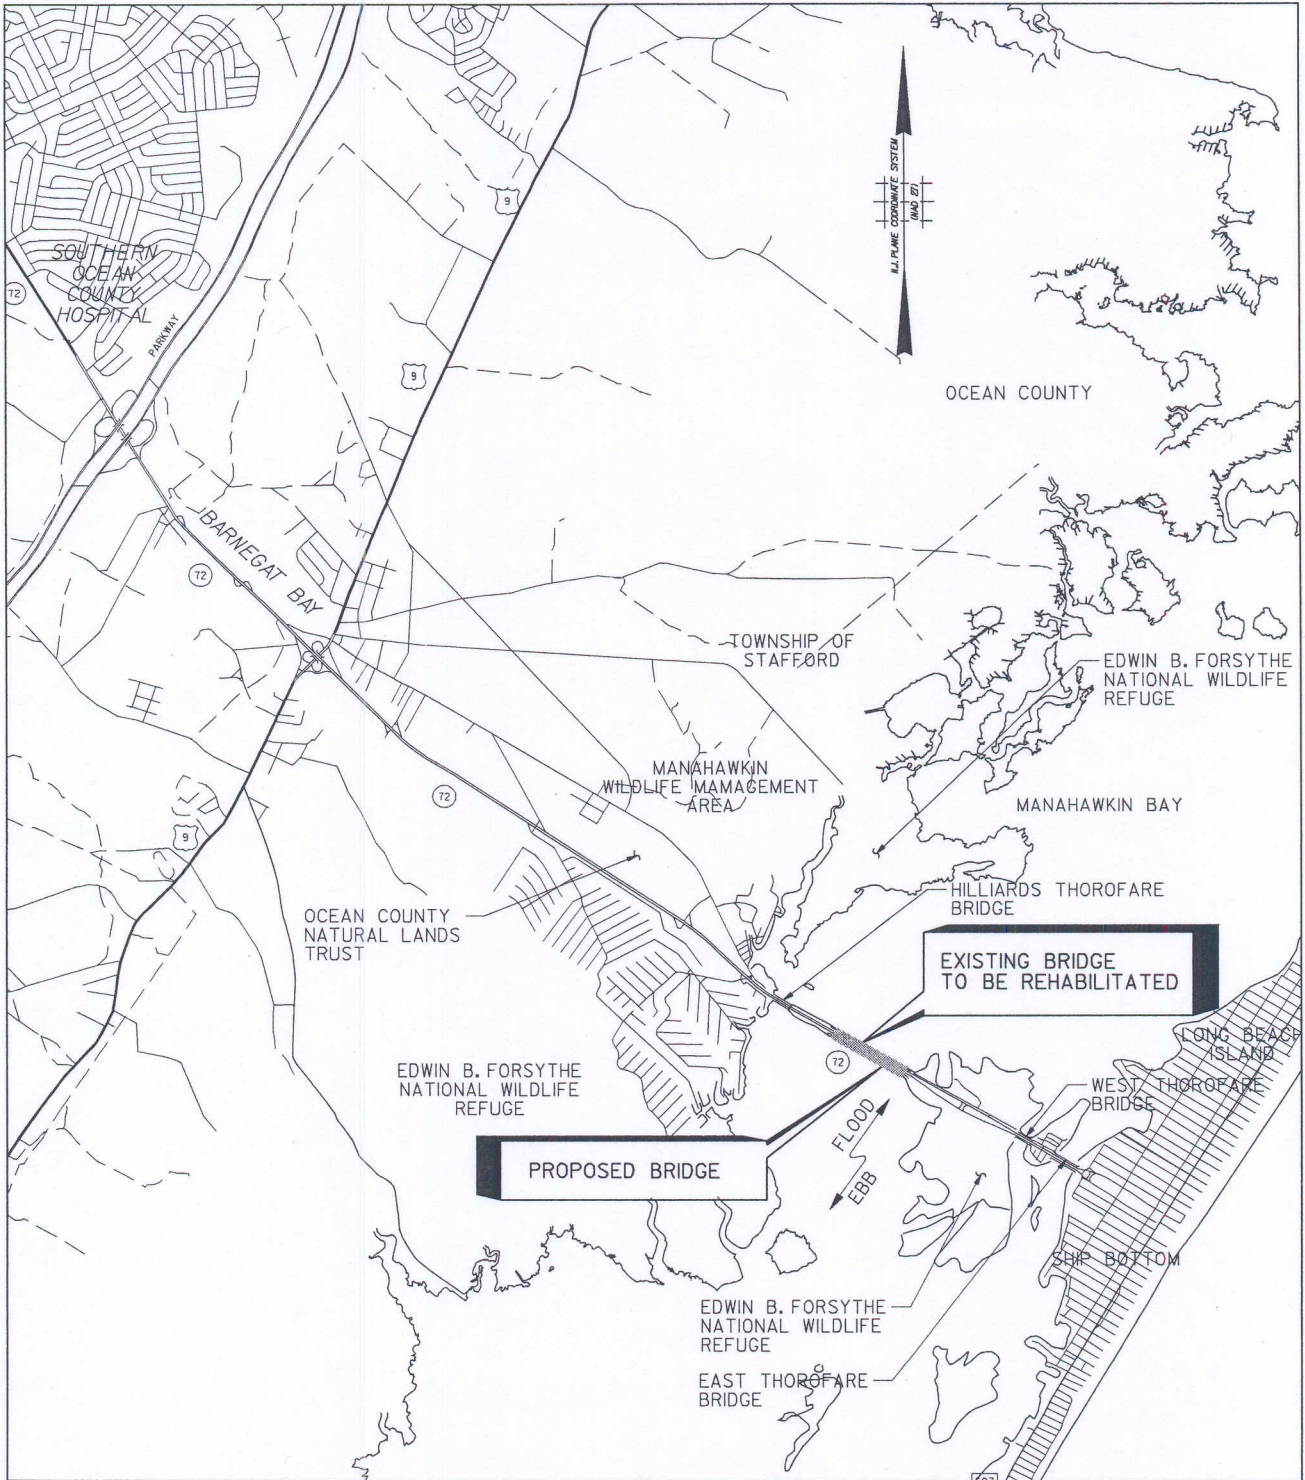 N.J. PLANE COORDINATE SYSTEM
(NAD 27)
9
SOUTHERN
OCEAN
COUNTY
HOSPITAL
72
PARKWAY
9
OCEAN COUNTY
BARNEGAT BAY
72
TOWNSHIP OF
STAFFORD
EDWIN B. FORSYTHE
NATIONAL WILDLIFE
REFUGE
MANAHAWKIN
WILDLIFE MAMAGEMENT
AREA
72
MANAHAWKIN BAY
9
HILLIARDS THOROFARE
BRIDGE
OCEAN COUNTY
NATURAL LANDS
TRUST
EXISTING BRIDGE
TO BE REHABILITATED
LONG BEACH
ISLAND
72
EDWIN B. FORSYTHE
NATIONAL WILDLIFE
REFUGE
WEST THOROFARE
BRIDGE
FLOOD
EBB
PROPOSED BRIDGE
SHIP BOTTOM
EDWIN B. FORSYTHE
NATIONAL WILDLIFE
REFUGE
EAST THOROFARE
BRIDGE